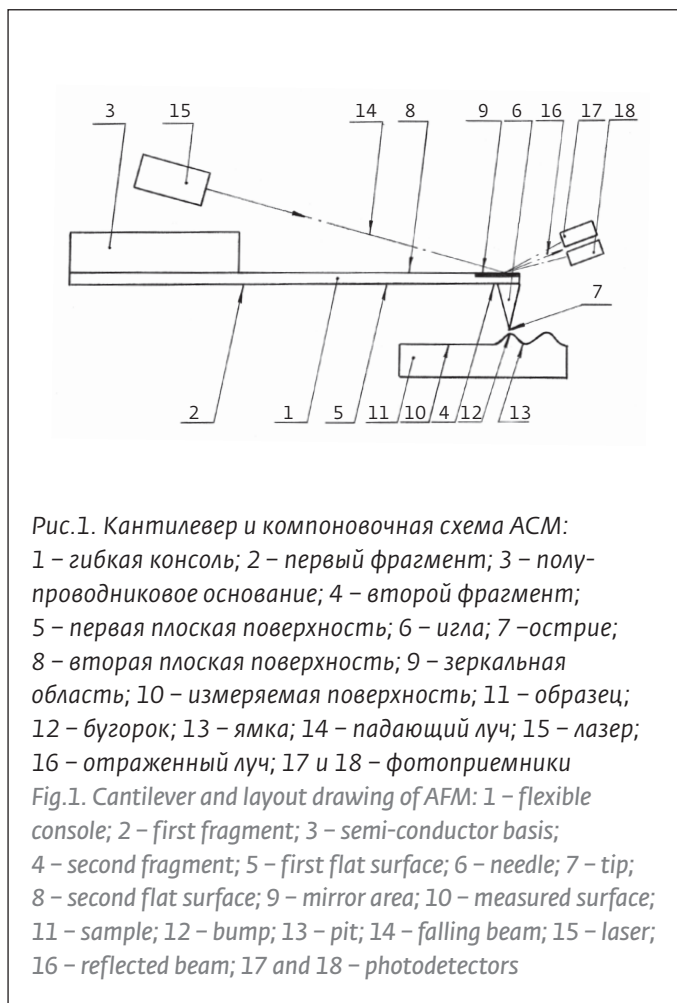 3 15 14 8 9 6 16 17 18
7
2 1 5 11 10 4 12 13
Рис.1. Кантилевер и компоновочная схема АСМ:
1 – гибкая консоль; 2 – первый фрагмент; 3 – полу-
проводниковое основание; 4 – второй фрагмент;
5 – первая плоская поверхность; 6 – игла; 7 –острие;
8 – вторая плоская поверхность; 9 – зеркальная
область; 10 – измеряемая поверхность; 11 – образец;
12 – бугорок; 13 – ямка; 14 – падающий луч; 15 – лазер;
16 – отраженный луч; 17 и 18 – фотоприемники
Fig.1. Cantilever and layout drawing of AFM: 1 – flexible
console; 2 – first fragment; 3 – semi-conductor basis;
4 – second fragment; 5 – first flat surface; 6 – needle; 7 – tip;
8 – second flat surface; 9 – mirror area; 10 – measured surface;
11 – sample; 12 – bump; 13 – pit; 14 – falling beam; 15 – laser;
16 – reflected beam; 17 and 18 – photodetectors